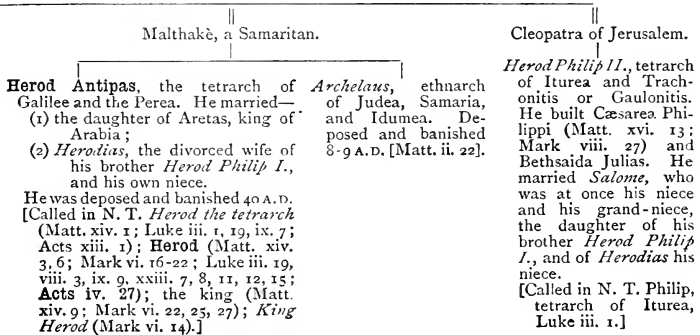 Malthakè, a Samaritan.
Cleopatra of Jerusalem.
Herod Antipas, the tetrarch of
Galilee and the Perea. He married—
(1) the daughter of Aretas, king of
Arabia;
(2) Herodias, the divorced wife of
his brother Herod Philip I.,
and his own niece.
He was deposed and banished 40 A.D.
[Called in N. T. Herod the tetrarch
(Matt. xiv. 1; Luke iii. 1, 19, ix. 7;
Acts xiii. 1); Herod (Matt. xiv.
3, 6; Mark vi. 16-22; Luke iii. 19,
viii. 3, ix. 9, xxiii. 7, 8, 11, 12, 15;
Acts iv. 27); the king (Matt.
xiv. 9; Mark vi. 22, 25, 27); King
Herod (Mark vi. 14).]
Archelaus, ethnarch
of Judea, Samaria,
and Idumea. De-
posed and banished
8-9 A.D. [Matt. ii. 22].
Herod Philip II., tetrarch
of Iturea and Trach-
onitis or Gaulonitis.
He built Cæsarea Phi-
lippi (Matt. xvi. 13;
Mark viii. 27) and
Bethsaida Julias. He
married Salome, who
was at once his niece
and his grand-niece,
the daughter of his
brother Herod Philip
I., and of Herodias his
niece.
[Called in N. T. Philip,
tetrarch of Iturea,
Luke iii. 1.]